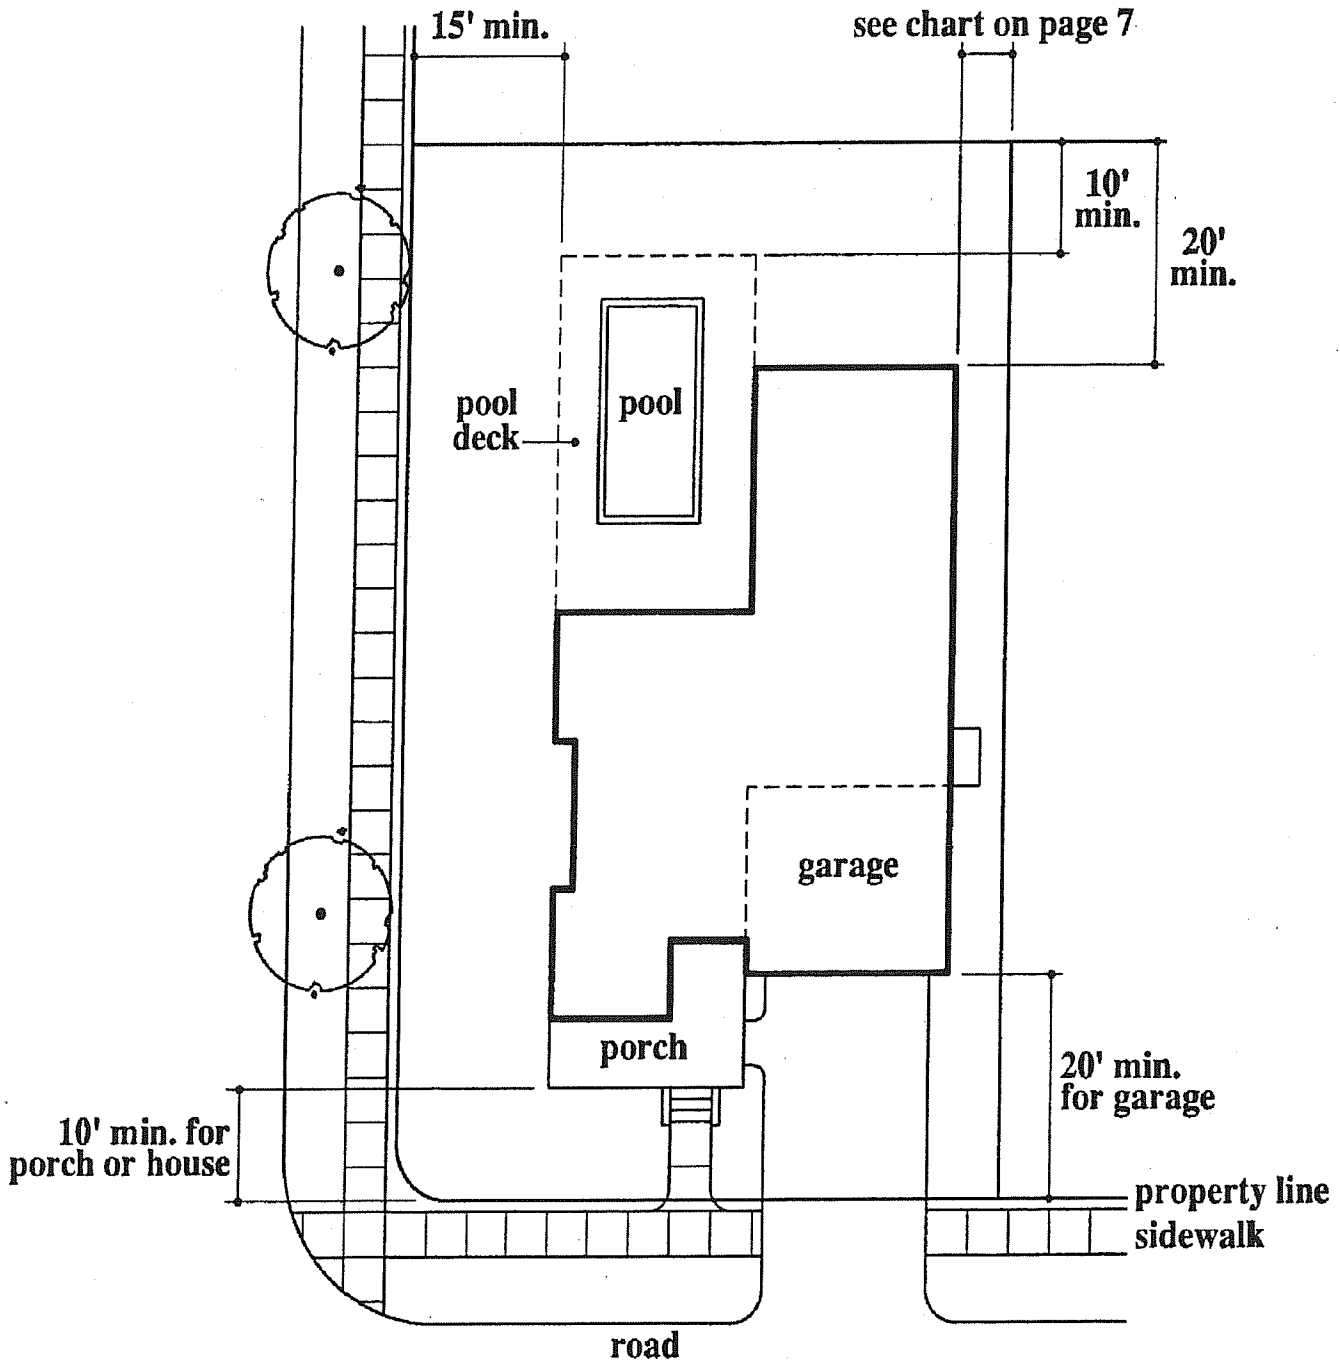 15' min.
see chart on page 7
10'
min.
20'
min.
pool
deck
pool
garage
porch
20' min.
for garage
10' min. for
porch or house
property line
sidewalk
road